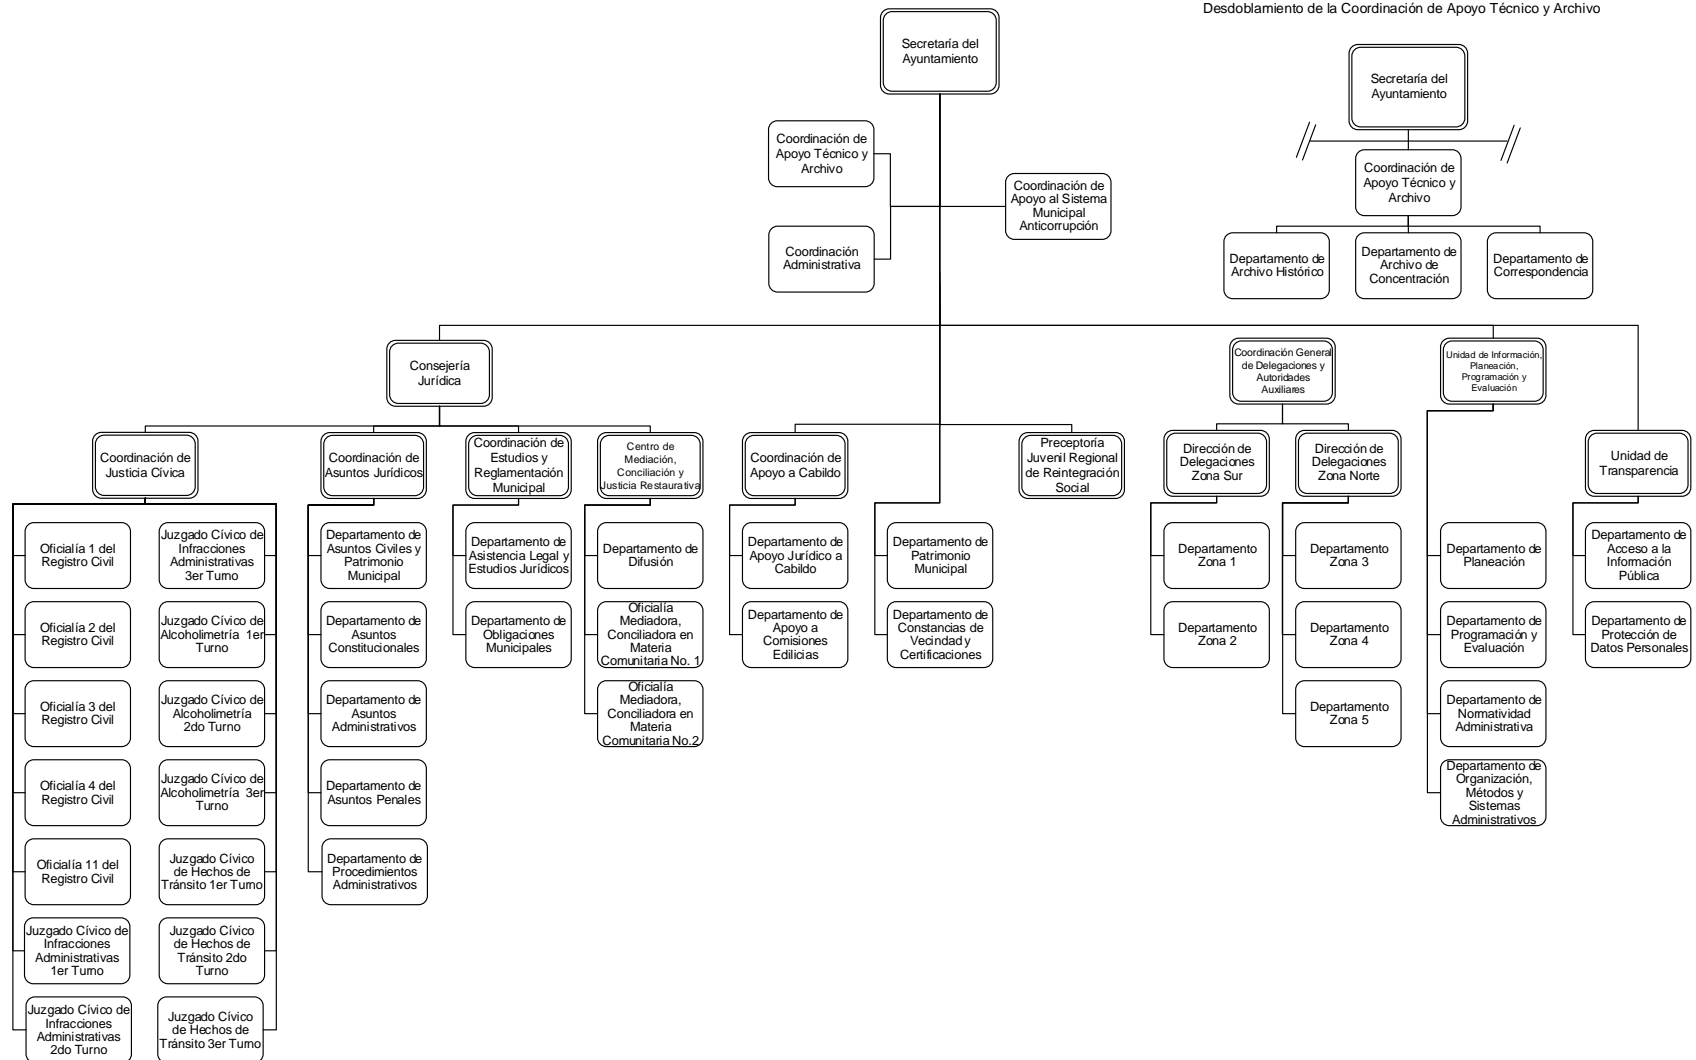 Desdoblamiento de la Coordinación de Apoyo Técnico y Archivo
Secretaría del
Ayuntamiento
Secretaría del
Ayuntamiento
Coordinación de
Apoyo Técnico y
Archivo
Coordinación de
Apoyo al Sistema
Municipal
Anticorrupción
Coordinación
Administrativa
Coordinación de
Apoyo Técnico y
Archivo
Departamento de
Archivo Histórico
Departamento de
Archivo de
Concentración
Departamento de
Correspondencia
Consejería
Jurídica
Coordinación General
de Delegaciones y
Autoridades
Auxiliares
Unidad de Información,
Planeación,
Programación y
Evaluación
Coordinación de
Justicia Cívica
Coordinación de
Asuntos Jurídicos
Coordinación de
Estudios y
Reglamentación
Municipal
Centro de
Mediación,
Conciliación y
Justicia Restaurativa
Coordinación de
Apoyo a Cabildo
Preceptoría
Juvenil Regional
de Reintegración
Social
Dirección de
Delegaciones
Zona Sur
Dirección de
Delegaciones
Zona Norte
Unidad de
Transparencia
Oficialía 1 del
Registro Civil
Juzgado Cívico de
Infracciones
Administrativas
3er Turno
Departamento de
Asuntos Civiles y
Patrimonio
Municipal
Departamento de
Asistencia Legal y
Estudios Jurídicos
Departamento de
Difusión
Departamento de
Apoyo Jurídico a
Cabildo
Departamento de
Patrimonio
Municipal
Departamento
Zona 1
Departamento
Zona 3
Departamento de
Planeación
Departamento de
Acceso a la
Información
Pública
Oficialía 2 del
Registro Civil
Juzgado Cívico de
Alcoholimetría 1er
Turno
Departamento de
Asuntos
Constitucionales
Departamento de
Obligaciones
Municipales
Oficialía
Mediadora,
Conciliadora en
Materia
Comunitaria No. 1
Departamento de
Apoyo a
Comisiones
Edilicias
Departamento de
Constancias de
Vecindad y
Certificaciones
Departamento
Zona 2
Departamento
Zona 4
Departamento de
Programación y
Evaluación
Departamento de
Protección de
Datos Personales
Oficialía 3 del
Registro Civil
Juzgado Cívico de
Alcoholimetría
2do Turno
Departamento de
Asuntos
Administrativos
Oficialía
Mediadora,
Conciliadora en
Materia
Comunitaria No.2
Departamento
Zona 5
Departamento de
Normatividad
Administrativa
Oficialía 4 del
Registro Civil
Juzgado Cívico de
Alcoholimetría 3er
Turno
Departamento de
Asuntos Penales
Departamento de
Organización,
Métodos y
Sistemas
Administrativos
Oficialía 11 del
Registro Civil
Juzgado Cívico
de Hechos de
Tránsito 1er Turno
Departamento de
Procedimientos
Administrativos
Juzgado Cívico de
Infracciones
Administrativas
1er Turno
Juzgado Cívico
de Hechos de
Tránsito 2do
Turno
Juzgado Cívico de
Infracciones
Administrativas
2do Turno
Juzgado Cívico
de Hechos de
Tránsito 3er Turno